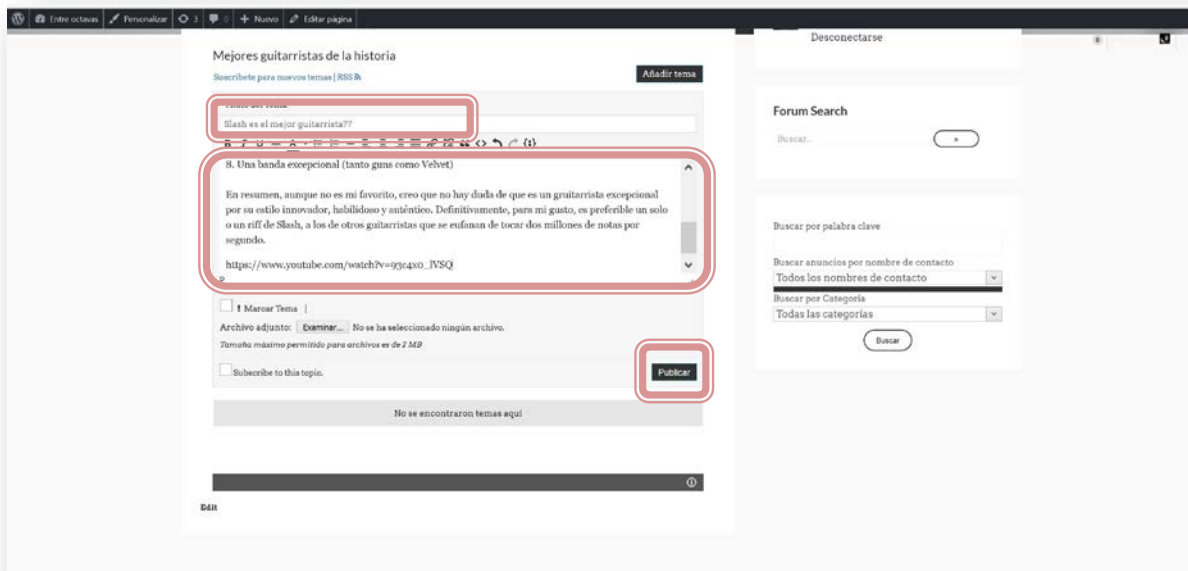 Entre octavas Personalizar 3 0 + Nuevo Editar página
Desconectarse
0
Mejores guitarristas de la historia
Suscríbete para nuevos temas | RSS
Añadir tema
Título del Tema
Slash es el mejor guitarrista??
8. Una banda excepcional (tanto guns como Velvet)
En resumen, aunque no es mi favorito, creo que no hay duda de que es un gruitarrista excepcional
por su estilo innovador, habilidoso y auténtico. Definitivamente, para mi gusto, es preferible un solo
o un riff de Slash, a los de otros guitarristas que se eufanan de tocar dos millones de notas por
segundo.
https://www.youtube.com/watch?v=93c4x0_lVSQ
! Marcar Tema |
Archivo adjunto: Examinar... No se ha seleccionado ningún archivo.
Tamaño máximo permitido para archivos es de 2 MB
Subscribe to this topic.
Publicar
No se encontraron temas aquí
Edit
Forum Search
Buscar...
»
Buscar por palabra clave
Buscar anuncios por nombre de contacto
Todos los nombres de contacto
Buscar por Categoría
Todas las categorías
Buscar